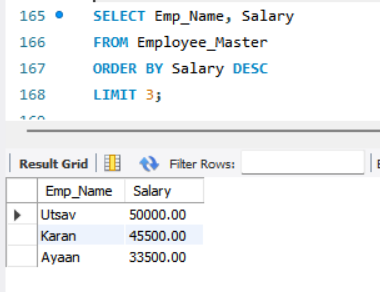 165 SELECT Emp_Name, Salary
166 FROM Employee_Master
167 ORDER BY Salary DESC
168 LIMIT 3;
Result Grid Filter Rows:
Emp_Name Salary
Utsav 50000.00
Karan 45500.00
Ayaan 33500.00